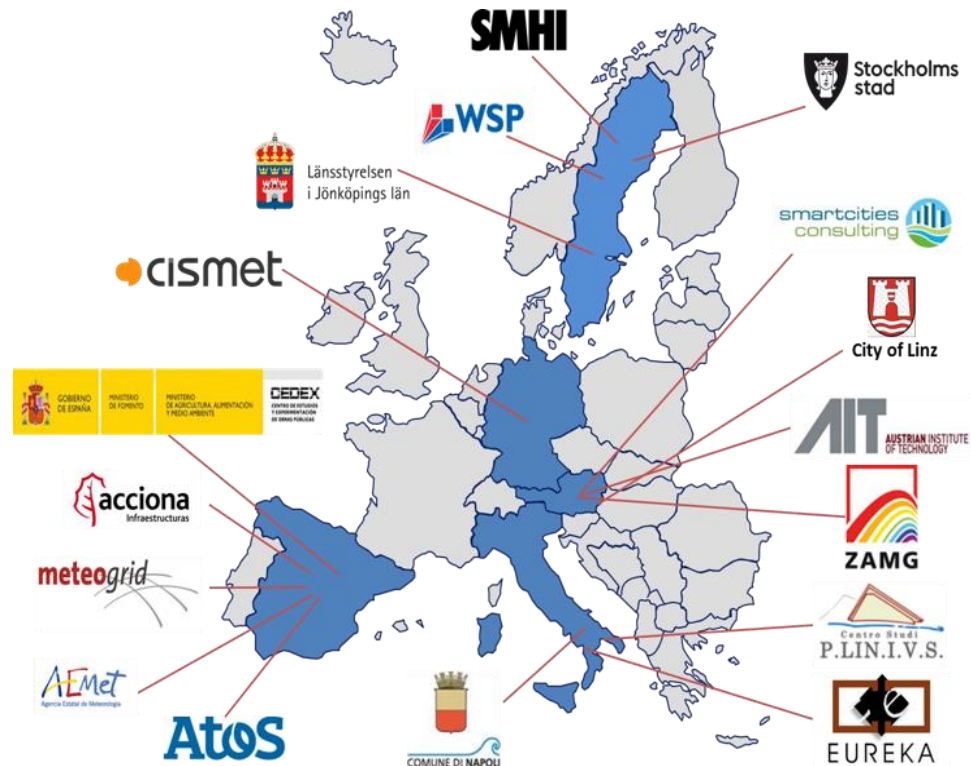 SMHI
Stockholms
stad
WSP
Länsstyrelsen
i Jönköpings län
smartcities
consulting
cismet
City of Linz
GOBIERNO
DE ESPAÑA
MINISTERIO
DE FOMENTO
MINISTERIO
DE AGRICULTURA, ALIMENTACIÓN
Y MEDIO AMBIENTE
CEDEX
CENTRO DE ESTUDIOS
Y EXPERIMENTACIÓN
DE OBRAS PÚBLICAS
AIT
AUSTRIAN INSTITUTE
OF TECHNOLOGY
acciona
Infraestructuras
ZAMG
meteogrid
Centro Studi
P.LIN.I.V.S.
AEMet
Agencia Estatal de Meteorología
Atos
COMUNE DI NAPOLI
e
EUREKA